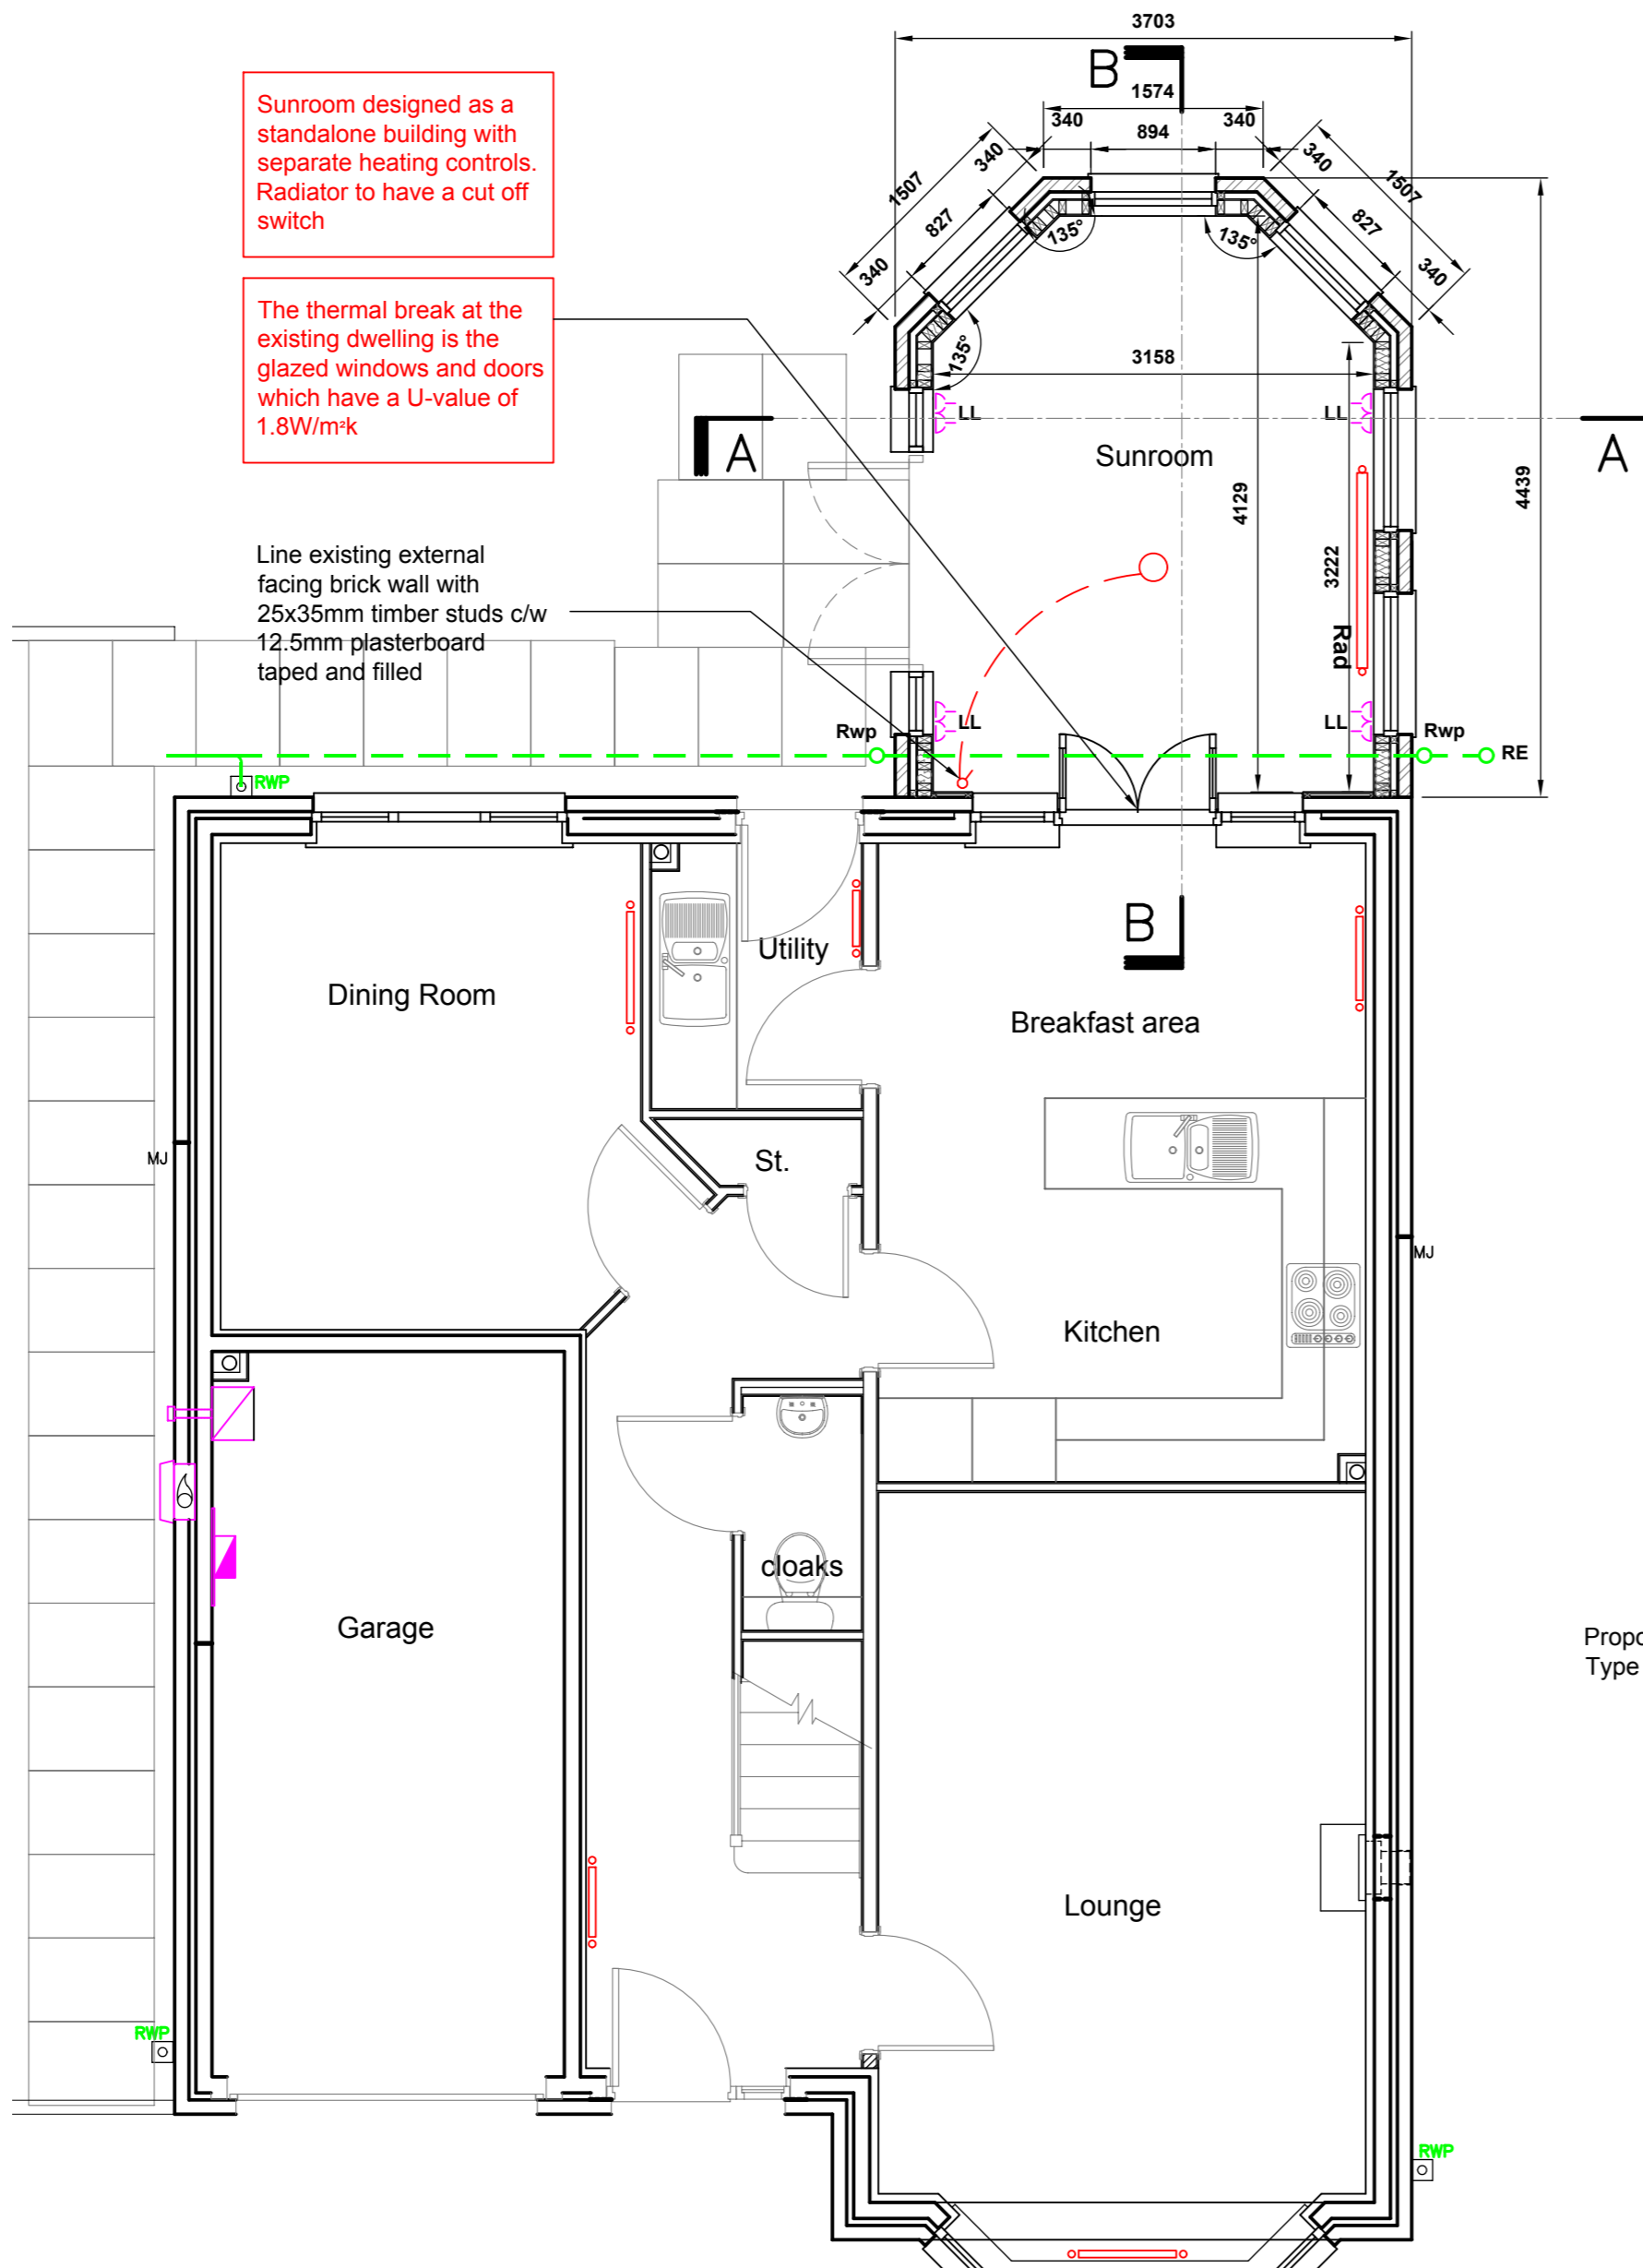 3703
B
1574
340
894
340
1507
340
827
340
340
1507
827
340
135°
135°
135°
Sunroom designed as a
standalone building with
separate heating controls.
Radiator to have a cut off
switch
The thermal break at the
existing dwelling is the
glazed windows and doors
which have a U-value of
1.8W/m²k
3158
LL
LL
A
A
Sunroom
4129
4439
3222
Line existing external
facing brick wall with
25x35mm timber studs c/w
12.5mm plasterboard
taped and filled
Rad
LL
LL
Rwp
Rwp
RE
RWP
B
Utility
Dining Room
Breakfast area
MJ
St.
MJ
Kitchen
cloaks
Garage
Propo
Type
Lounge
RWP
RWP